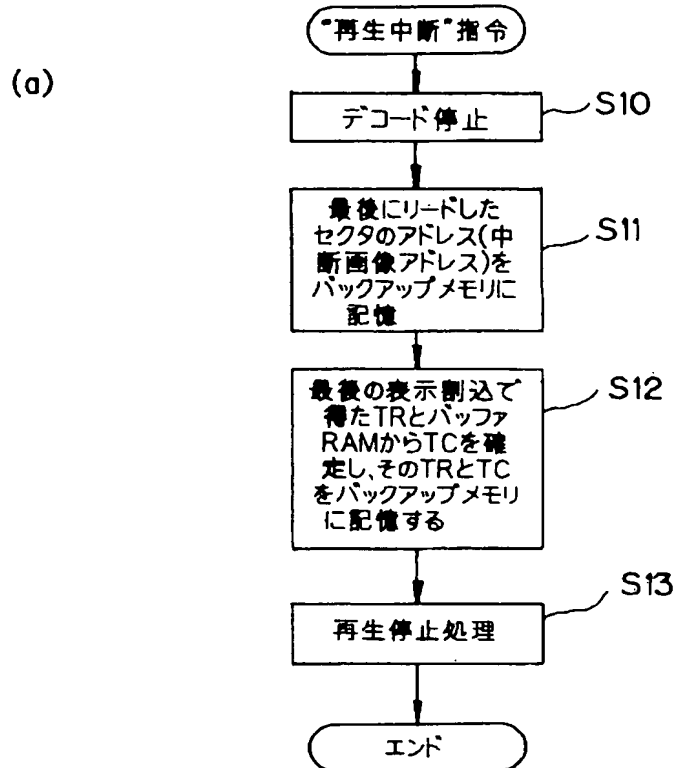 (a)
"再生中断"指令
デコード停止
S10
最後にリードした
セクタのアドレス(中
断画像アドレス)を
バックアップメモリに
記憶
S11
最後の表示割込で
得たTRとバッファ
RAMからTCを確
定し、そのTRとTC
をバックアップメモリ
に記憶する
S12
再生停止処理
S13
エンド